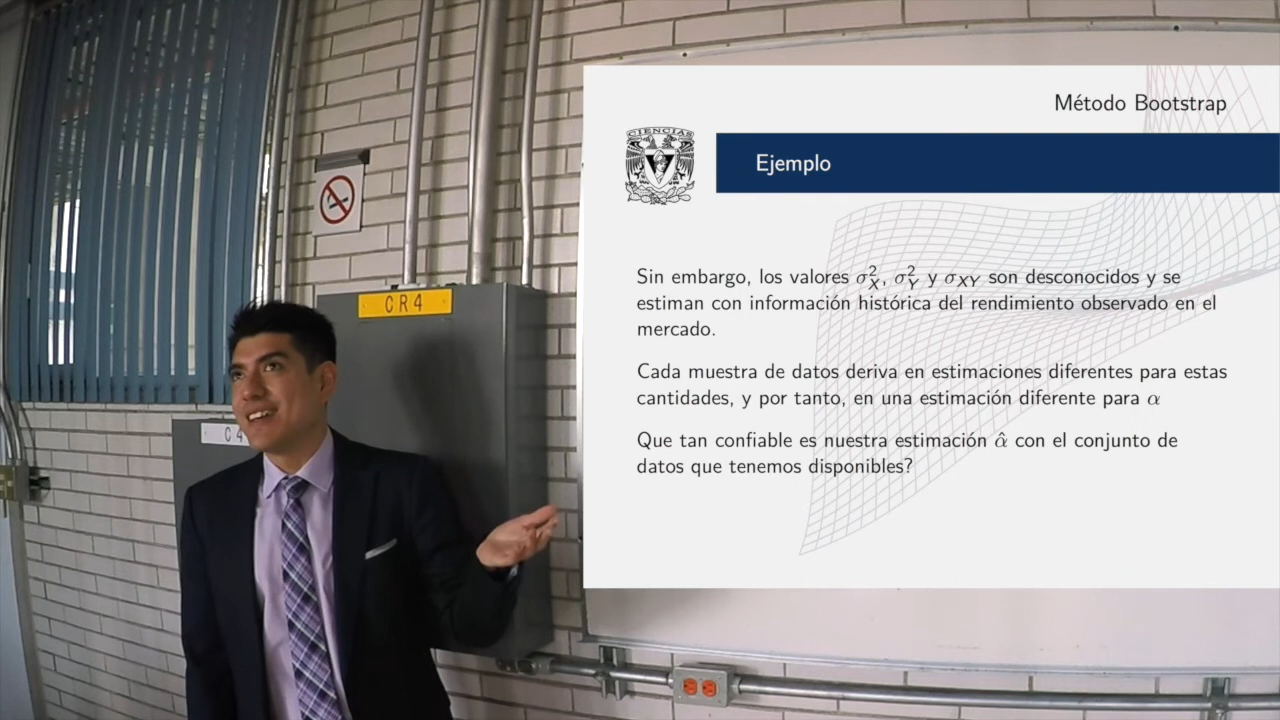 Método Bootstrap
CIENCIAS
Ejemplo
Sin embargo, los valores σ²_X, σ²_Y y σ_XY son desconocidos y se
estiman con información histórica del rendimiento observado en el
mercado.
Cada muestra de datos deriva en estimaciones diferentes para estas
cantidades, y por tanto, en una estimación diferente para α
Que tan confiable es nuestra estimación α̂ con el conjunto de
datos que tenemos disponibles?
CR4
C4